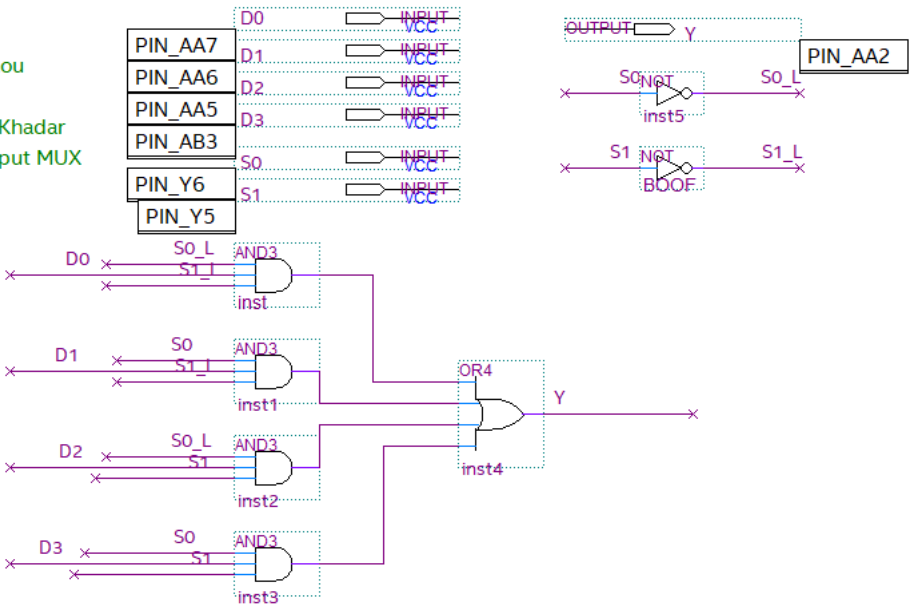 ou
Khadar
put MUX
PIN_AA7
PIN_AA6
PIN_AA5
PIN_AB3
PIN_Y6
PIN_Y5
D0 INPUT VCC
D1 INPUT VCC
D2 INPUT VCC
D3 INPUT VCC
S0 INPUT VCC
S1 INPUT VCC
OUTPUT Y
PIN_AA2
S0 NOT S0_L
inst5
S1 NOT S1_L
BOOF
D0 S0_L AND3
S1_L
inst
D1 S0 AND3
S1_L
inst1
D2 S0_L AND3
S1
inst2
D3 S0 AND3
S1
inst3
OR4
Y
inst4